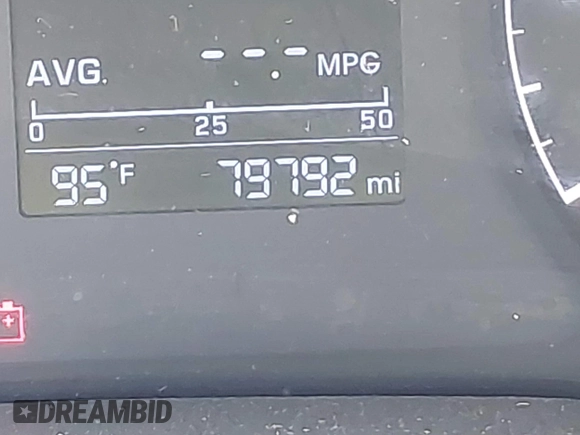 AVG. --.- MPG
0 25 50
95°F 79792 mi
DREAMBID